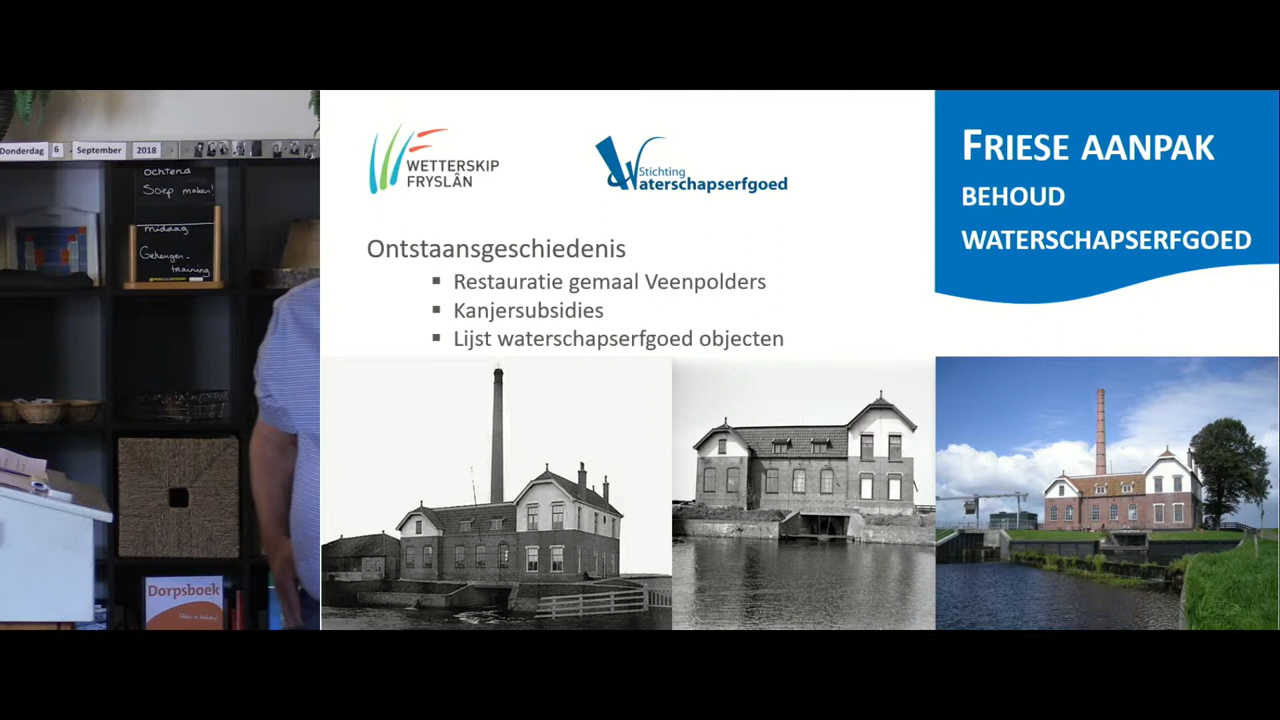 Donderdag 6 September 2018
ochtend
Soep maken!
middag
Geheugen-
training
Dorpsboek
WETTERSKIP
FRYSLÂN
Stichting
Waterschapserfgoed
Ontstaansgeschiedenis
▪ Restauratie gemaal Veenpolders
▪ Kanjersubsidies
▪ Lijst waterschapserfgoed objecten
FRIESE AANPAK
BEHOUD
WATERSCHAPSERFGOED